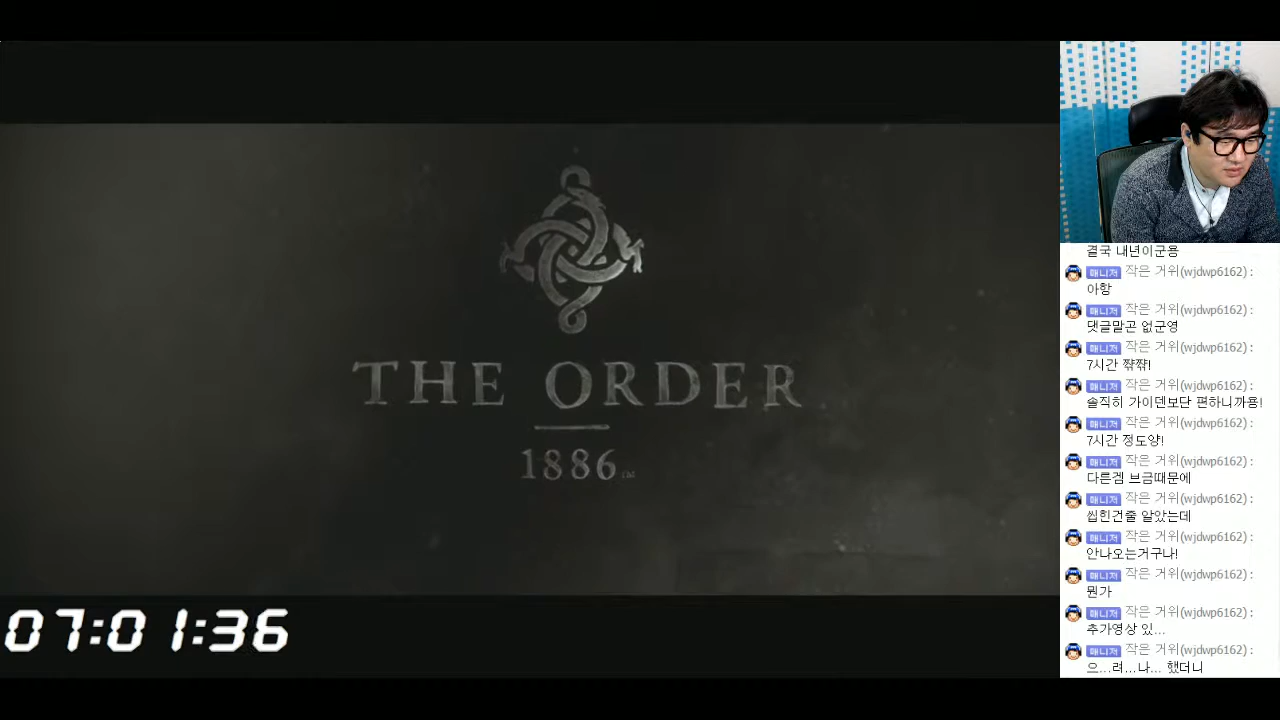 THE ORDER
1886
TM
07:01:36
결국 내년이군용
매니저 작은 거위(wjdwp6162) :
아항
매니저 작은 거위(wjdwp6162) :
댓글말곤 없군영
매니저 작은 거위(wjdwp6162) :
7시간 쨖쨖!
매니저 작은 거위(wjdwp6162) :
솔직히 가이덴보단 편하니까용!
매니저 작은 거위(wjdwp6162) :
7시간 정도양!
매니저 작은 거위(wjdwp6162) :
다른겜 브금때문에
매니저 작은 거위(wjdwp6162) :
씹힌건줄 알았는데
매니저 작은 거위(wjdwp6162) :
안나오는거구나!
매니저 작은 거위(wjdwp6162) :
뭔가
매니저 작은 거위(wjdwp6162) :
추가영상 있...
매니저 작은 거위(wjdwp6162) :
으...려...나... 했더니